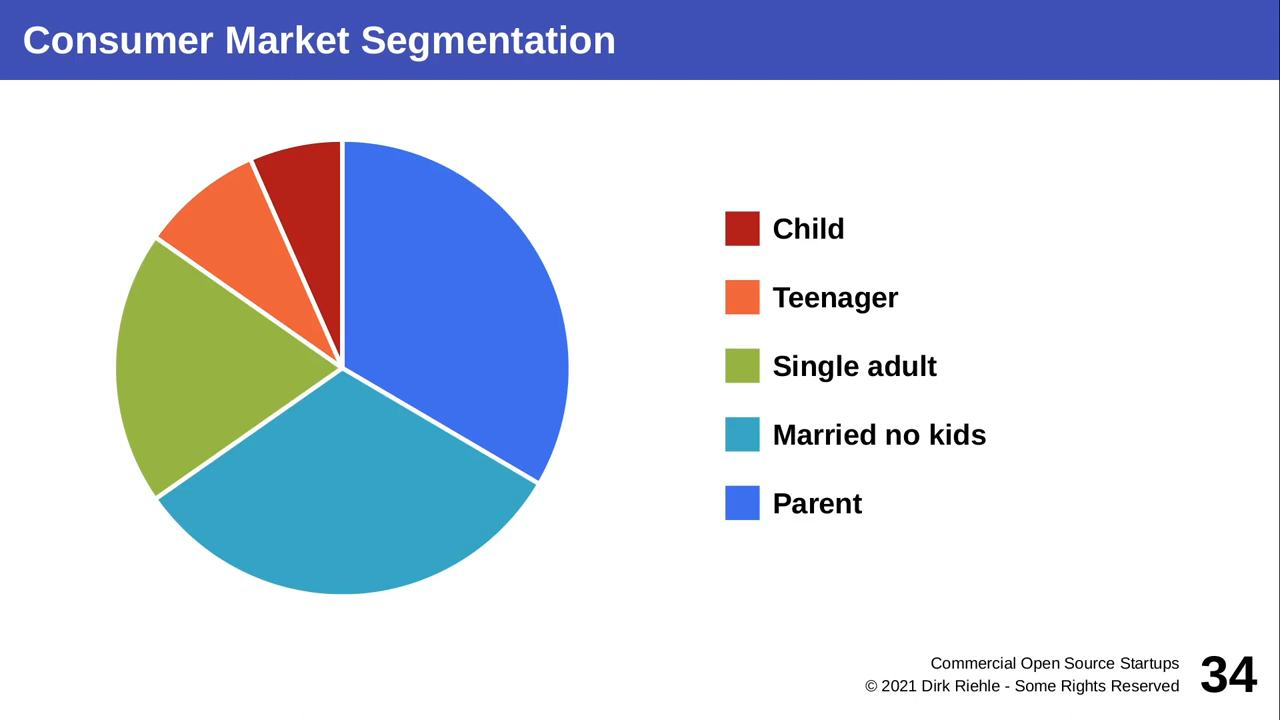 Consumer Market Segmentation
Child
Teenager
Single adult
Married no kids
Parent
Commercial Open Source Startups
© 2021 Dirk Riehle - Some Rights Reserved
34